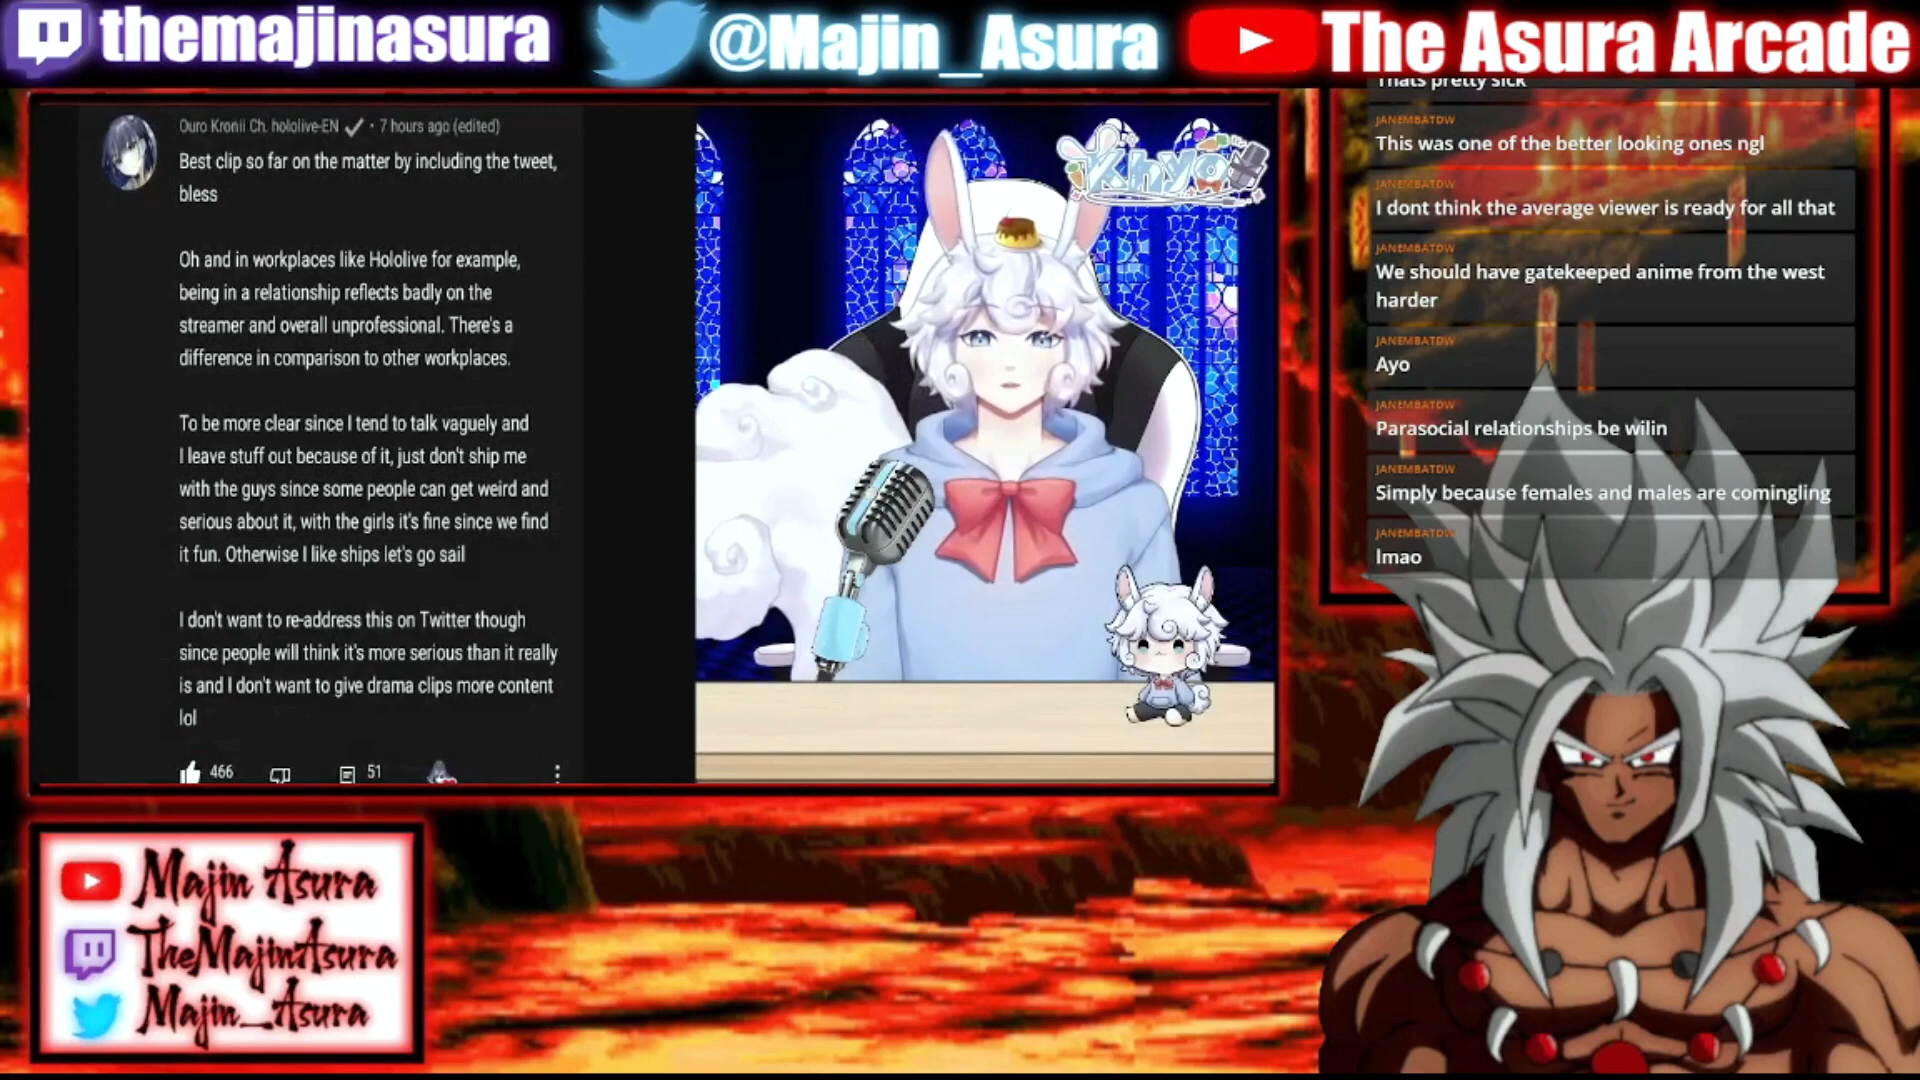 themajinasura
@Majin_Asura
The Asura Arcade
Ouro Kronii Ch. hololive-EN • 7 hours ago (edited)
Best clip so far on the matter by including the tweet,
bless
Oh and in workplaces like Hololive for example,
being in a relationship reflects badly on the
streamer and overall unprofessional. There's a
difference in comparison to other workplaces.
To be more clear since I tend to talk vaguely and
I leave stuff out because of it, just don't ship me
with the guys since some people can get weird and
serious about it, with the girls it's fine since we find
it fun. Otherwise I like ships let's go sail
I don't want to re-address this on Twitter though
since people will think it's more serious than it really
is and I don't want to give drama clips more content
lol
466
51
Khyo
Thats pretty sick
JANEMBATDW
This was one of the better looking ones ngl
JANEMBATDW
I dont think the average viewer is ready for all that
JANEMBATDW
We should have gatekeeped anime from the west
harder
JANEMBATDW
Ayo
JANEMBATDW
Parasocial relationships be wilin
JANEMBATDW
Simply because females and males are comingling
JANEMBATDW
lmao
Majin Asura
TheMajinAsura
Majin_Asura